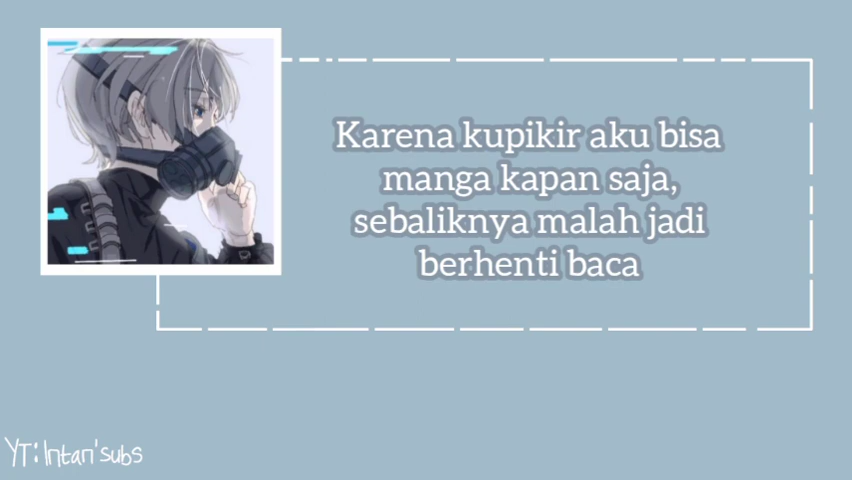 Karena kupikir aku bisa
manga kapan saja,
sebaliknya malah jadi
berhenti baca
YT: Intan'subs